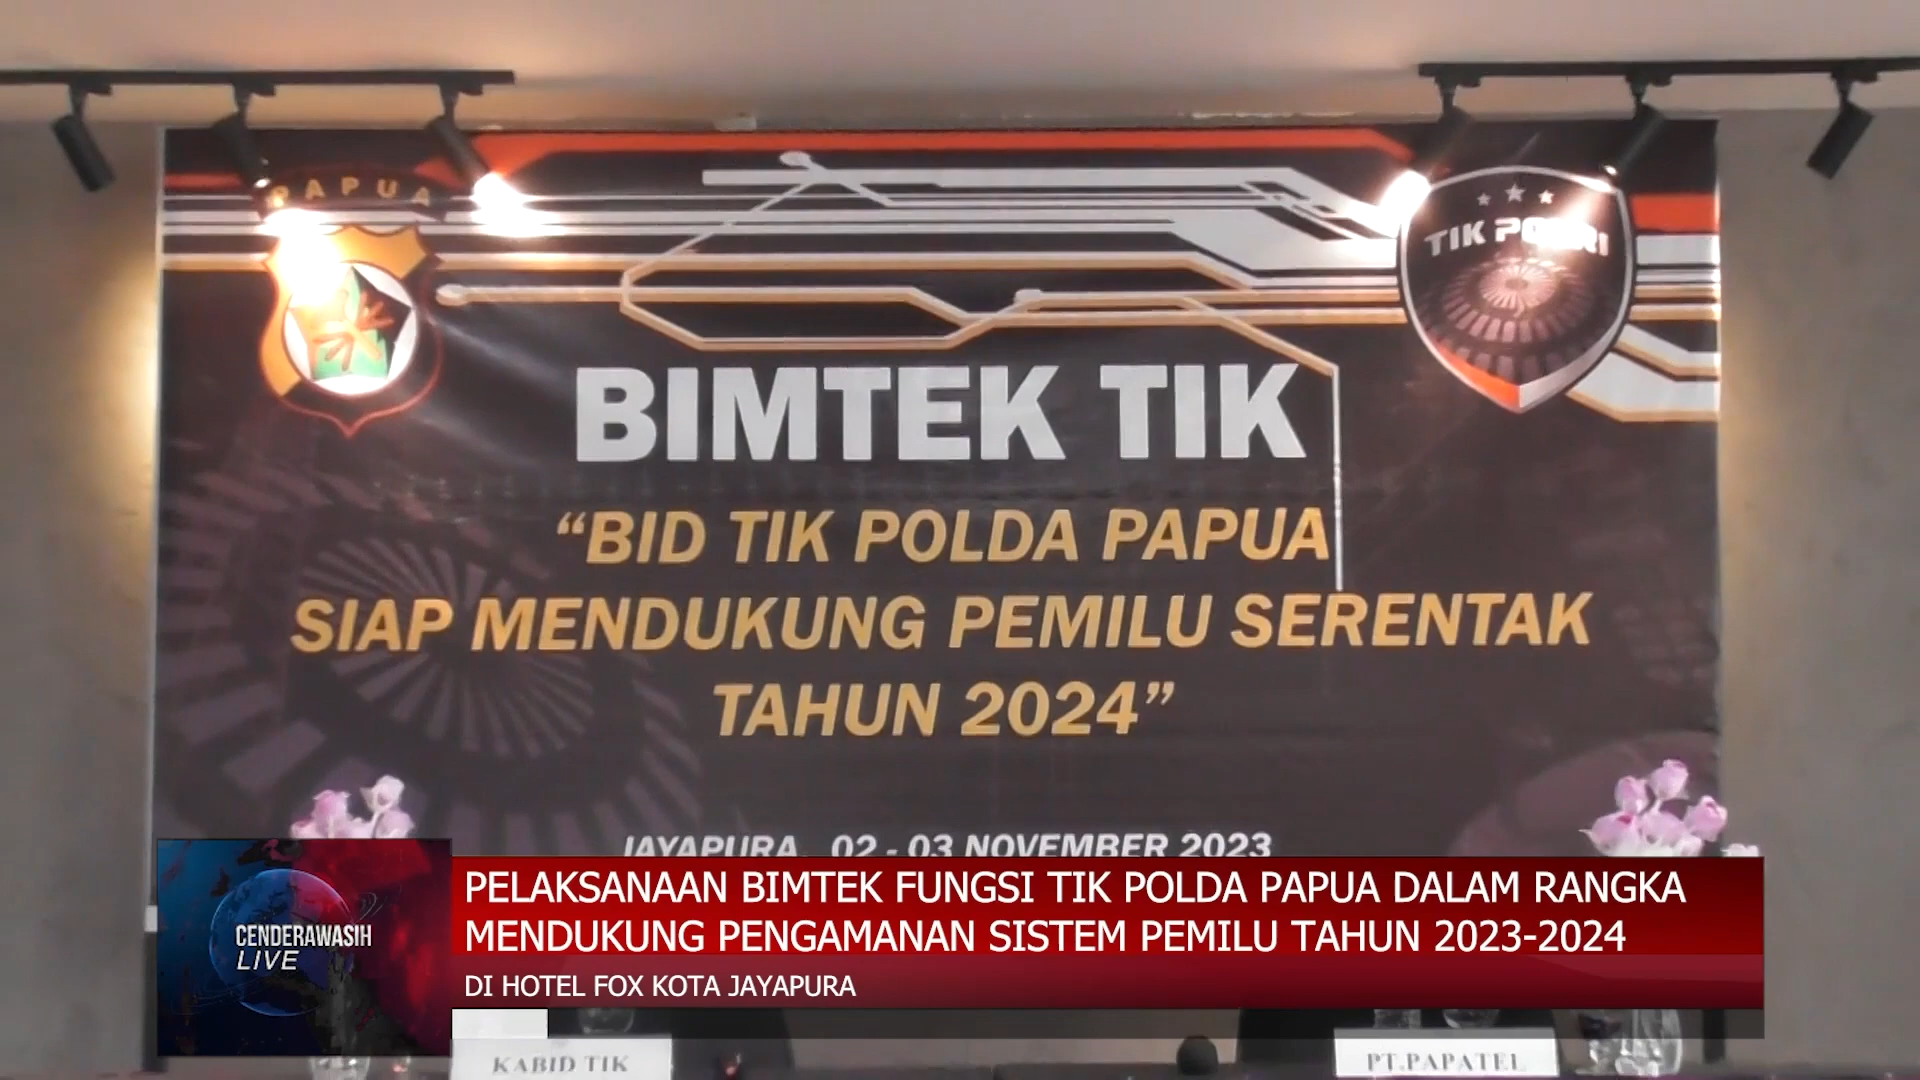 PAPUA
TIK POLRI
BIMTEK TIK
“BID TIK POLDA PAPUA
SIAP MENDUKUNG PEMILU SERENTAK
TAHUN 2024”
JAYAPURA, 02 - 03 NOVEMBER 2023
PELAKSANAAN BIMTEK FUNGSI TIK POLDA PAPUA DALAM RANGKA
MENDUKUNG PENGAMANAN SISTEM PEMILU TAHUN 2023-2024
DI HOTEL FOX KOTA JAYAPURA
CENDERAWASIH
LIVE
KABID TIK
PT.PAPATEL